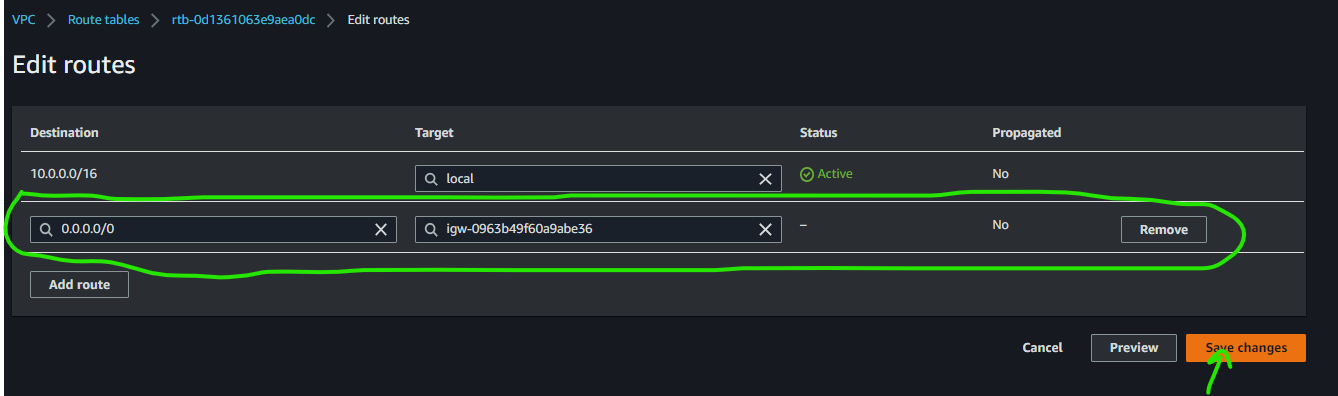 VPC > Route tables > rtb-0d1361063e9aea0dc > Edit routes
Edit routes
Destination Target Status Propagated
10.0.0.0/16 local Active No
0.0.0.0/0 igw-0963b49f60a9abe36 – No Remove
Add route
Cancel Preview Save changes